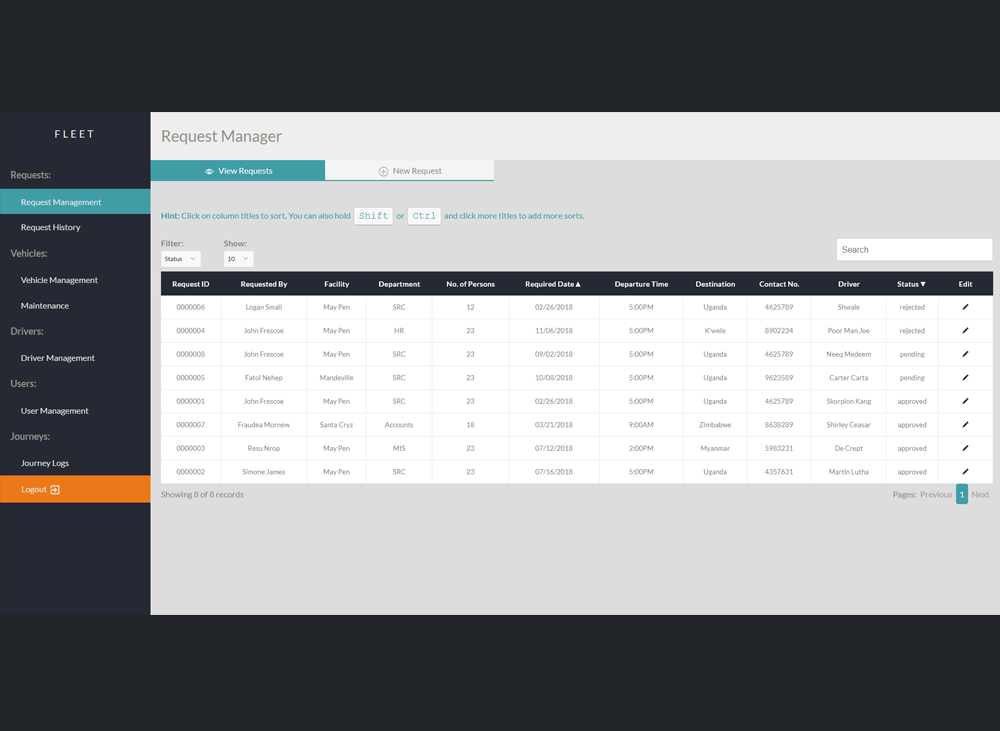 FLEET
Requests:
Request Management
Request History
Vehicles:
Vehicle Management
Maintenance
Drivers:
Driver Management
Users:
User Management
Journeys:
Journey Logs
Logout
Request Manager
View Requests New Request
Hint: Click on column titles to sort. You can also hold Shift or Ctrl and click more titles to add more sorts.
Filter: Show:
Status 10 Search
Request ID Requested By Facility Department No. of Persons Required Date▲ Departure Time Destination Contact No. Driver Status▼ Edit
0000006 Logan Small May Pen SRC 12 02/26/2018 5:00PM Uganda 4625789 Shwale rejected
0000004 John Frescoe May Pen HR 23 11/06/2018 5:00PM K'wele 8902234 Poor Man Joe rejected
0000008 John Frescoe May Pen SRC 23 09/02/2018 5:00PM Uganda 4625789 Neeq Medeem pending
0000005 Fatol Nehep Mandeville SRC 23 10/08/2018 5:00PM Uganda 9623589 Carter Carta pending
0000001 John Frescoe May Pen SRC 23 02/26/2018 5:00PM Uganda 4625789 Skorpion Kang approved
0000007 Fraudea Mornew Santa Cryz Accounts 18 03/21/2018 9:00AM Zimbabwe 8638289 Shirley Ceasar approved
0000003 Resu Nrop May Pen MIS 23 07/12/2018 2:00PM Myanmar 5983231 De Crept approved
0000002 Simone James May Pen SRC 23 07/16/2018 5:00PM Uganda 4357631 Martin Lutha approved
Showing 8 of 8 records Pages: Previous 1 Next